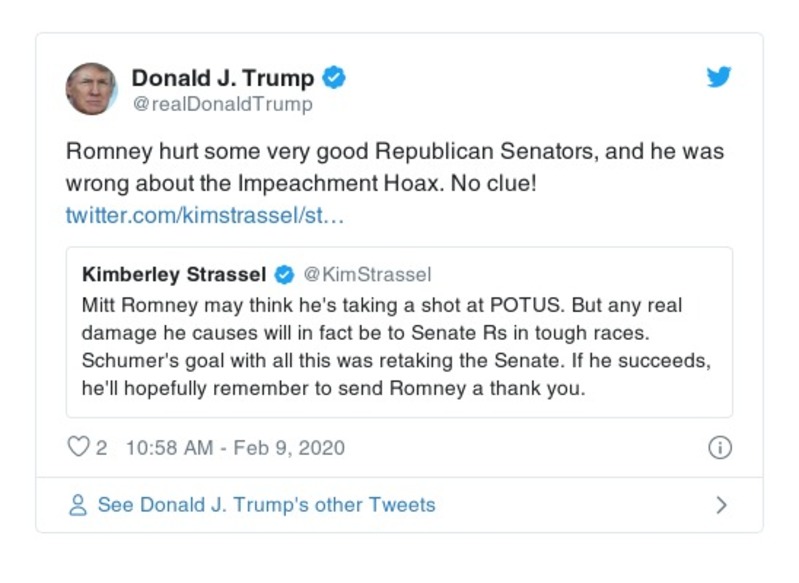 Donald J. Trump
@realDonaldTrump
Romney hurt some very good Republican Senators, and he was
wrong about the Impeachment Hoax. No clue!
twitter.com/kimstrassel/st…
Kimberley Strassel @KimStrassel
Mitt Romney may think he's taking a shot at POTUS. But any real
damage he causes will in fact be to Senate Rs in tough races.
Schumer's goal with all this was retaking the Senate. If he succeeds,
he'll hopefully remember to send Romney a thank you.
2 10:58 AM - Feb 9, 2020
See Donald J. Trump's other Tweets